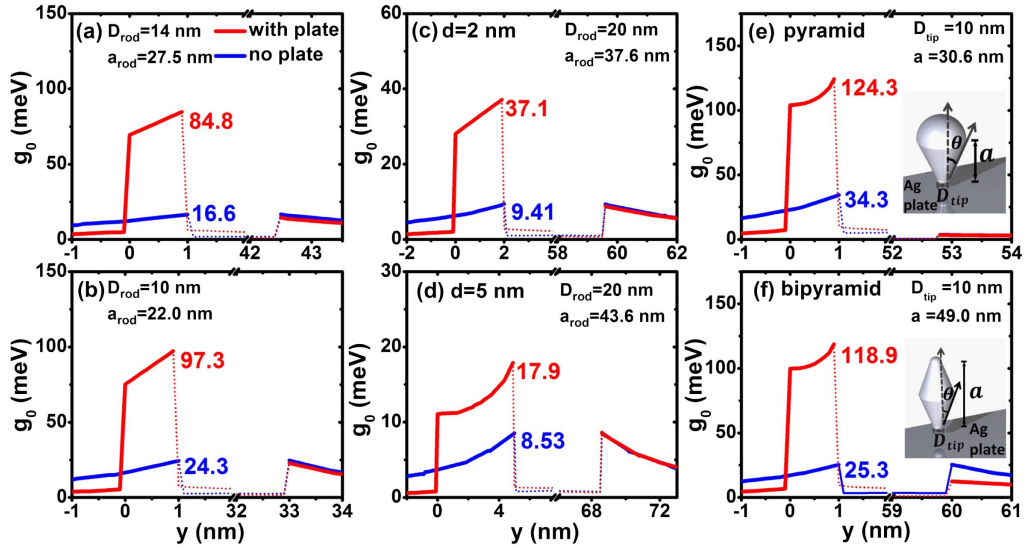 (a) D_rod=14 nm
a_rod=27.5 nm
with plate
no plate
84.8
16.6
g_0 (meV)
150
100
50
0
-1 0 1 42 43
(c) d=2 nm
D_rod=20 nm
a_rod=37.6 nm
37.1
9.41
g_0 (meV)
60
40
20
0
-2 0 2 58 60 62
(e) pyramid
D_tip=10 nm
a =30.6 nm
124.3
34.3
θ
a
Ag
plate
D_tip
g_0 (meV)
150
100
50
0
-1 0 1 52 53 54
(b) D_rod=10 nm
a_rod=22.0 nm
97.3
24.3
g_0 (meV)
150
100
50
0
-1 0 1 32 33 34
y (nm)
(d) d=5 nm
D_rod=20 nm
a_rod=43.6 nm
17.9
8.53
g_0 (meV)
30
20
10
0
0 4 68 72
y (nm)
(f) bipyramid
D_tip=10 nm
a =49.0 nm
118.9
25.3
θ
a
D_tip
Ag
plate
g_0 (meV)
150
100
50
0
-1 0 1 59 60 61
y (nm)